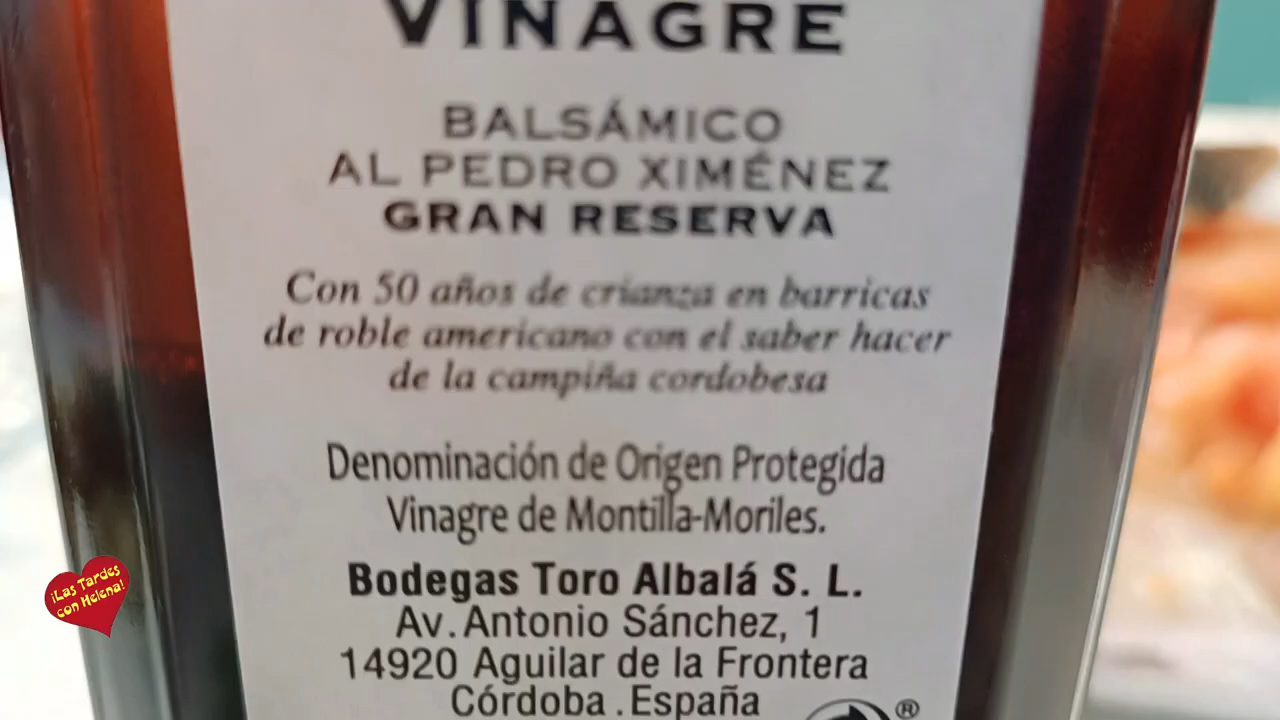 VINAGRE
BALSÁMICO
AL PEDRO XIMÉNEZ
GRAN RESERVA
Con 50 años de crianza en barricas
de roble americano con el saber hacer
de la campiña cordobesa
Denominación de Origen Protegida
Vinagre de Montilla-Moriles.
Bodegas Toro Albalá S. L.
Av. Antonio Sánchez, 1
14920 Aguilar de la Frontera
Córdoba . España
®
¡Las Tardes
con Helena!